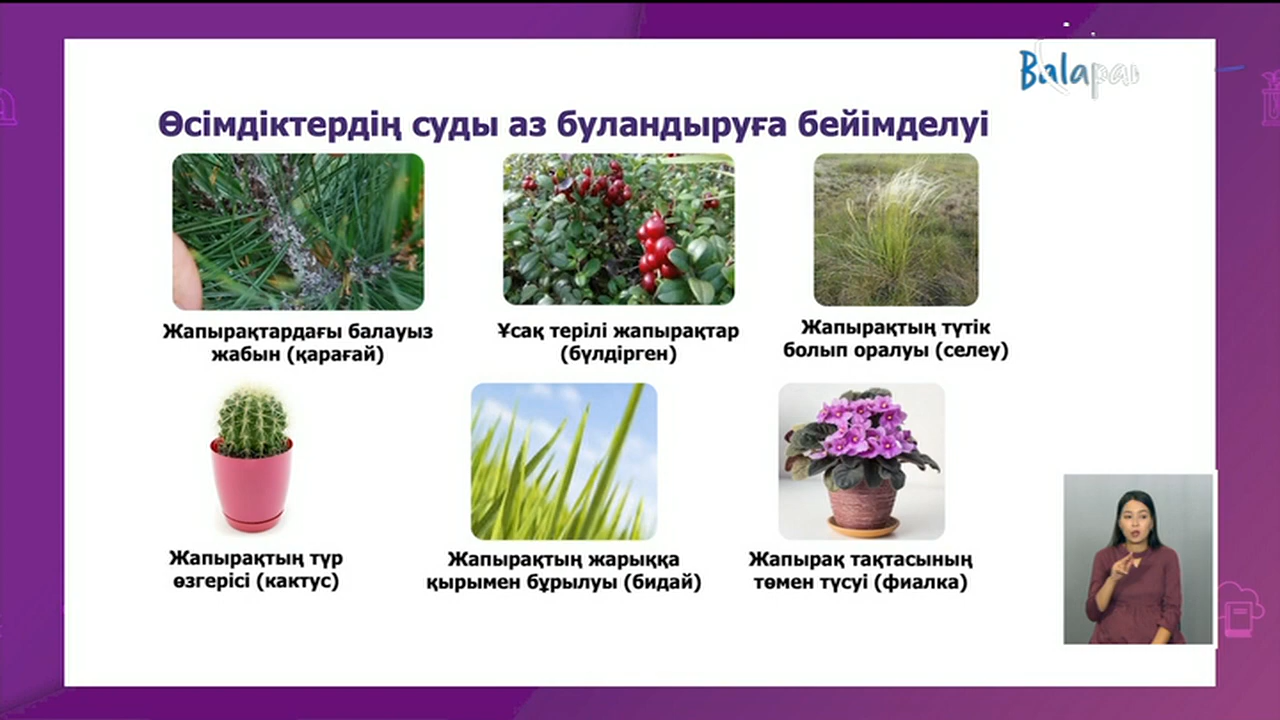 Balapan
Өсімдіктердің суды аз буландыруға бейімделуі
Жапырақтардағы балауыз
жабын (қарағай)
Ұсақ терілі жапырақтар
(бүлдірген)
Жапырақтың түтік
болып оралуы (селеу)
Жапырақтың түр
өзгерісі (кактус)
Жапырақтың жарыққа
қырымен бұрылуы (бидай)
Жапырақ тақтасының
төмен түсуі (фиалка)